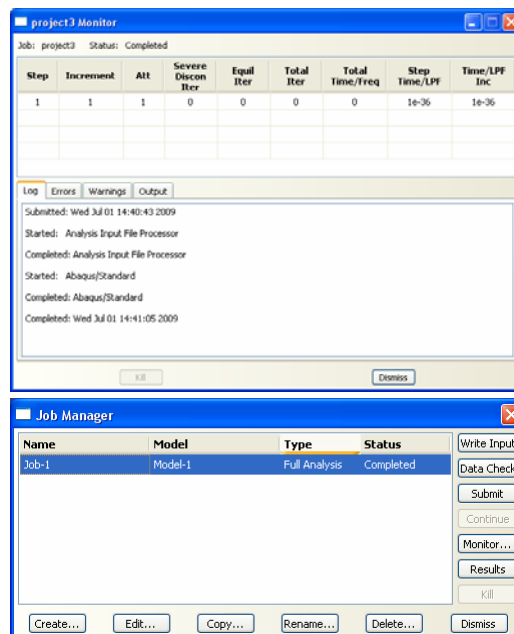 project3 Monitor
Job: project3 Status: Completed
Step Increment Att Severe Discon Iter Equil Iter Total Iter Total Time/Freq Step Time/LPF Time/LPF Inc
1 1 1 0 0 0 0 1e-36 1e-36
Log Errors Warnings Output
Submitted: Wed Jul 01 14:40:43 2009
Started: Analysis Input File Processor
Completed: Analysis Input File Processor
Started: Abaqus/Standard
Completed: Abaqus/Standard
Completed: Wed Jul 01 14:41:05 2009
Kill Dismiss
Job Manager
Name Model Type Status Write Input
Job-1 Model-1 Full Analysis Completed Data Check
Submit
Continue
Monitor...
Results
Kill
Create... Edit... Copy... Rename... Delete... Dismiss